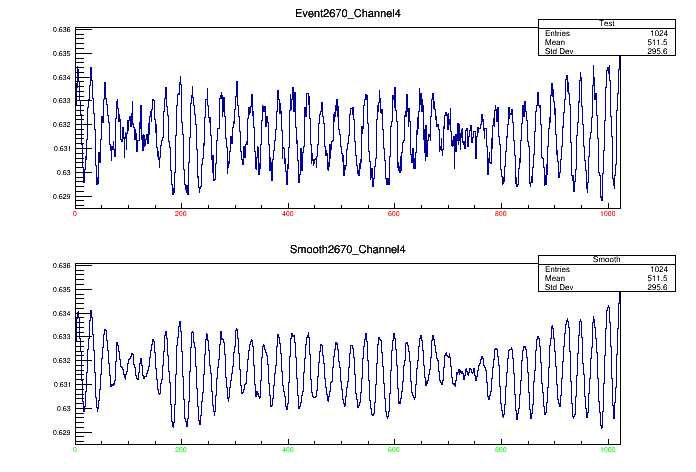 Event2670_Channel4
Test
Entries 1024
Mean 511.5
Std Dev 295.6
0.636
0.635
0.634
0.633
0.632
0.631
0.63
0.629
0 200 400 600 800 1000
Smooth2670_Channel4
Smooth
Entries 1024
Mean 511.5
Std Dev 295.6
0.636
0.635
0.634
0.633
0.632
0.631
0.63
0.629
0 200 400 600 800 1000